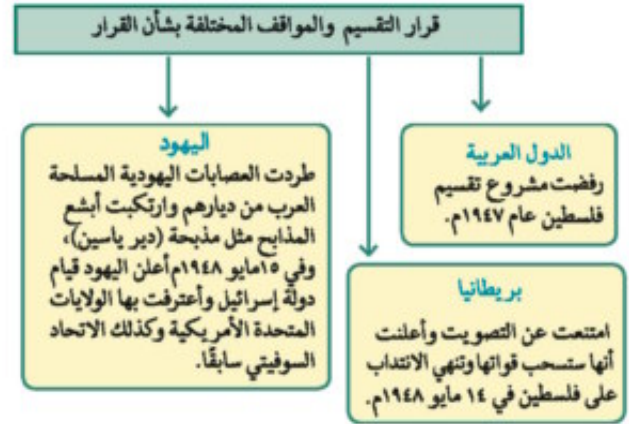 قرار التقسيم والمواقف المختلفة بشأن القرار
الدول العربية
رفضت مشروع تقسيم
فلسطين عام ١٩٤٧م.
بريطانيا
امتنعت عن التصويت وأعلنت
أنها ستسحب قواتها وتنهي الانتداب
على فلسطين في ١٤ مايو ١٩٤٨م.
اليهود
طردت العصابات اليهودية المسلحة
العرب من ديارهم وارتكبت أبشع
المذابح مثل مذبحة (دير ياسين)،
وفي ١٥مايو ١٩٤٨م أعلن اليهود قيام
دولة إسرائيل وأعترفت بها الولايات
المتحدة الأمريكية وكذلك الاتحاد
السوفيتي سابقًا.